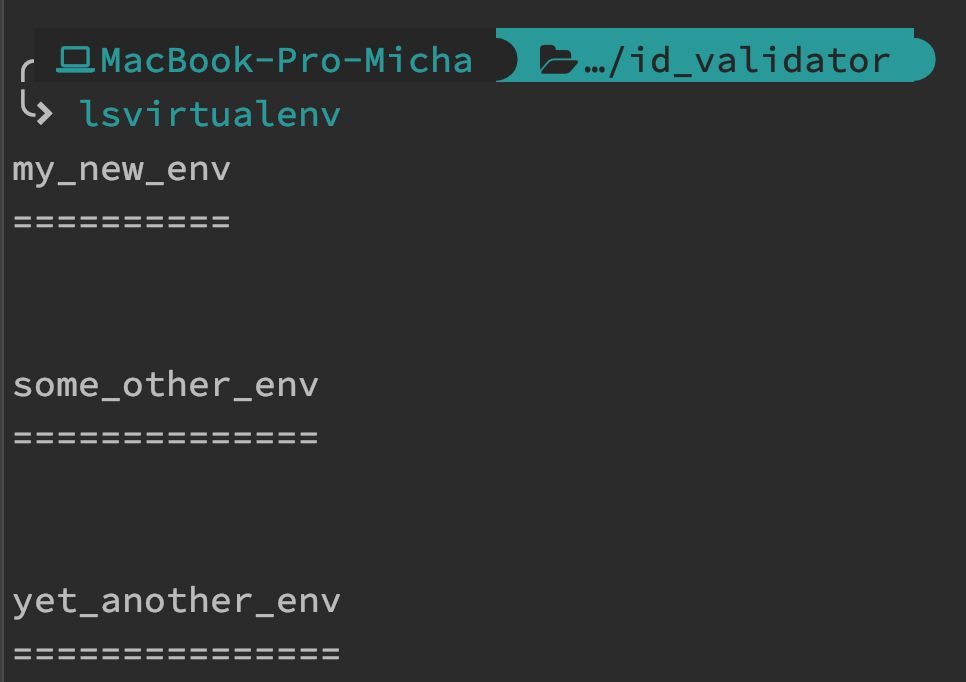 MacBook-Pro-Micha …/id_validator
lsvirtualenv
my_new_env
==========
some_other_env
==============
yet_another_env
===============